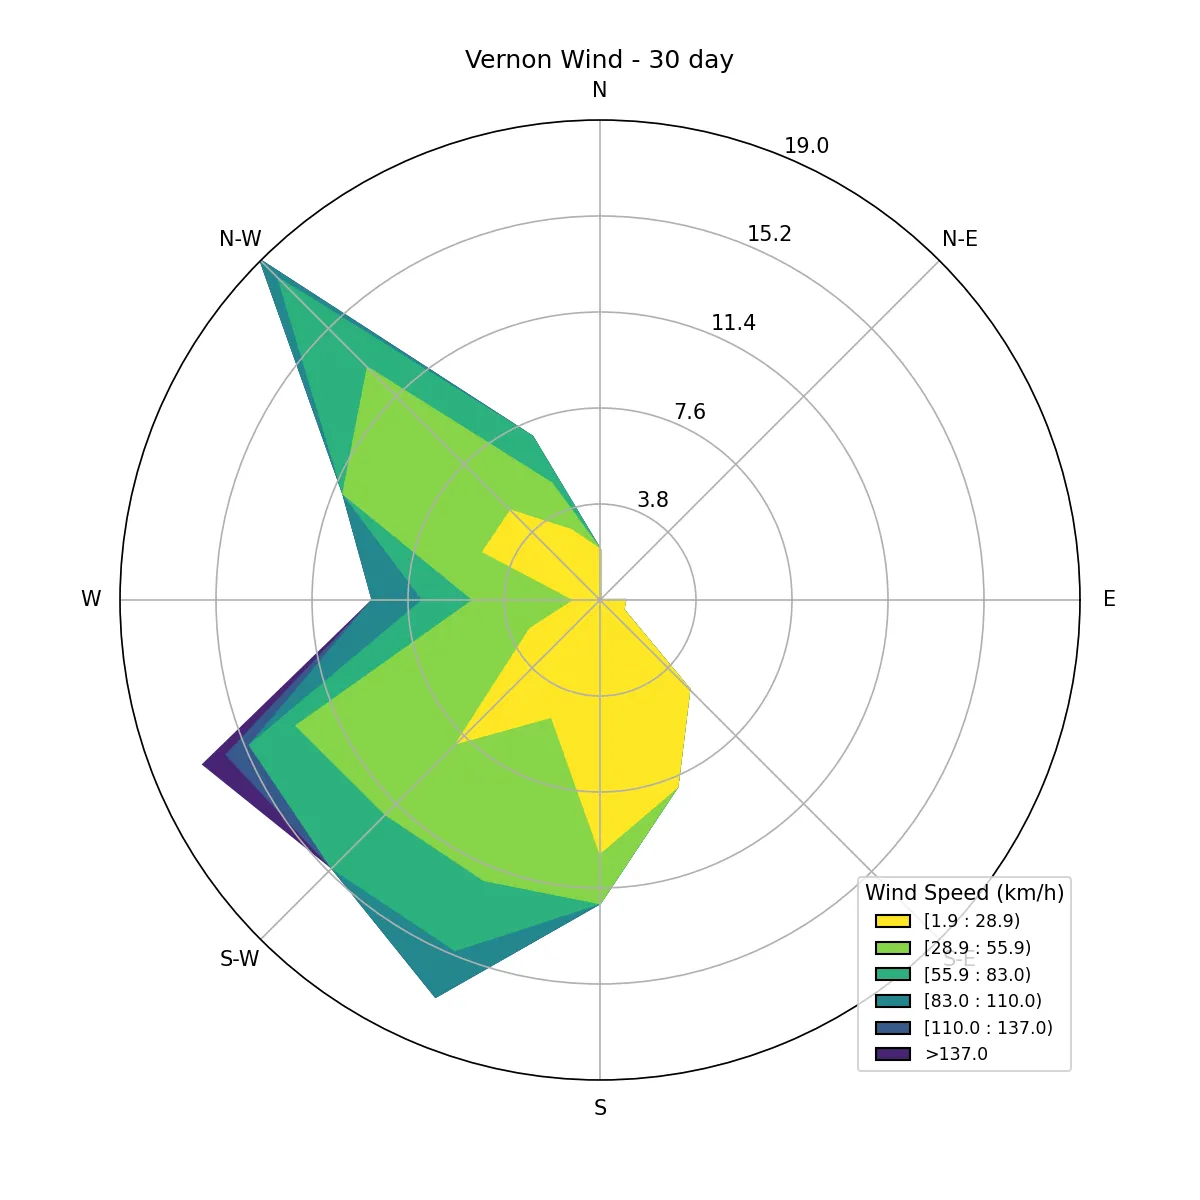 Vernon Wind - 30 day
N
19.0
15.2
N-W
N-E
11.4
7.6
3.8
W
E
S-W
S-E
Wind Speed (km/h)
[1.9 : 28.9)
[28.9 : 55.9)
[55.9 : 83.0)
[83.0 : 110.0)
[110.0 : 137.0)
>137.0
S